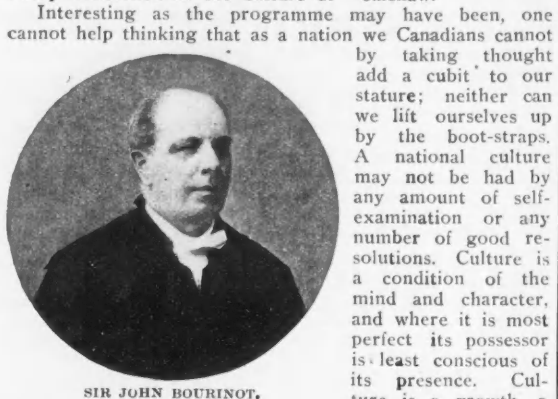 Interesting as the programme may have been, one
cannot help thinking that as a nation we Canadians cannot
by taking thought
add a cubit to our
stature; neither can
we lift ourselves up
by the boot-straps.
A national culture
may not be had by
any amount of self-
examination or any
number of good re-
solutions. Culture is
a condition of the
mind and character,
and where it is most
perfect its possessor
is least conscious of
its presence. Cul-
SIR JOHN BOURINOT.